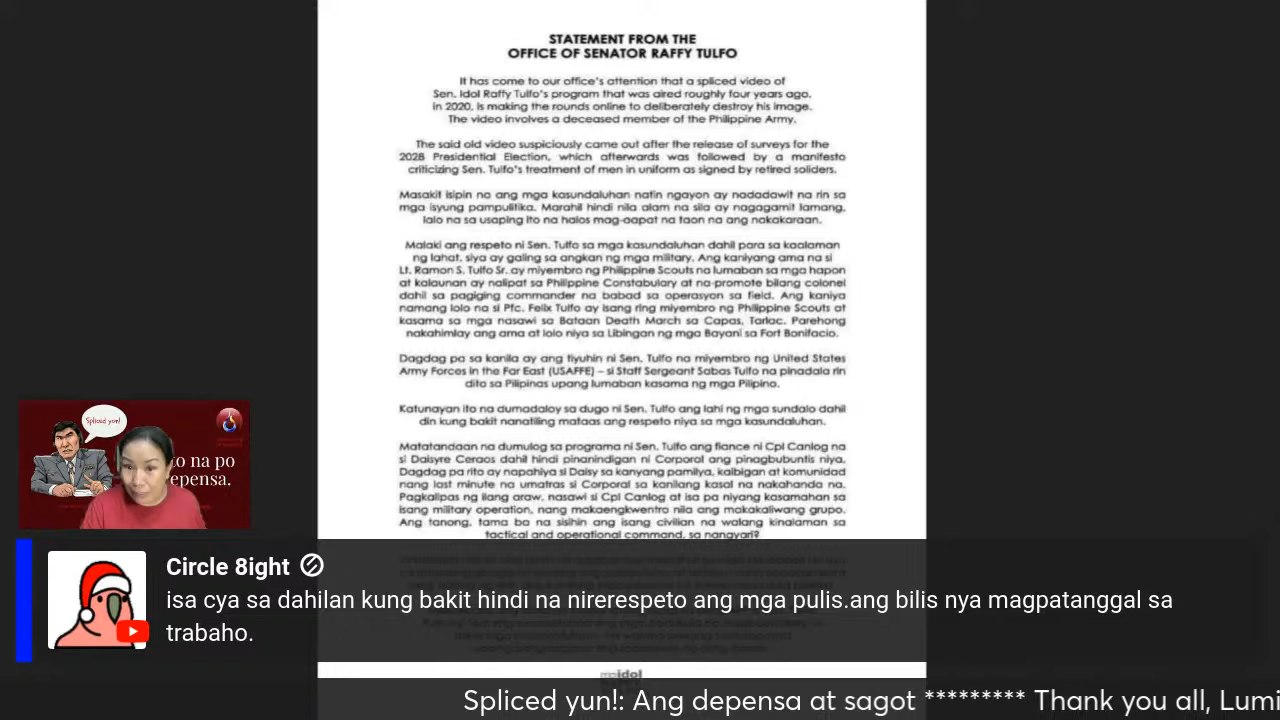 STATEMENT FROM THE
OFFICE OF SENATOR RAFFY TULFO
It has come to our office's attention that a spliced video of
Sen. Idol Raffy Tulfo's program that was aired roughly four years ago,
in 2020, is making the rounds online to deliberately destroy his image.
The video involves a deceased member of the Philippine Army.
The said old video suspiciously came out after the release of surveys for the
2028 Presidential Election, which afterwards was followed by a manifesto
criticizing Sen. Tulfo's treatment of men in uniform as signed by retired soliders.
Masakit isipin na ang mga kasundaluhan natin ngayon ay nadadawit na rin sa
mga isyung pampulitika. Marahil hindi nila alam na sila ay nagagamit lamang,
lalo na sa usaping ito na halos mag-aapat na taon na ang nakakaraan.
Malaki ang respeto ni Sen. Tulfo sa mga kasundaluhan dahil para sa kaalaman
ng lahat, siya ay galing sa angkan ng mga military. Ang kaniyang ama na si
Lt. Ramon S. Tulfo Sr. ay miyembro ng Philippine Scouts na lumaban sa mga hapon
at kalaunan ay nalipat sa Philippine Constabulary at na-promote bilang colonel
dahil sa pagiging commander na babad sa operasyon sa field. Ang kaniya
namang lolo na si Pfc. Felix Tulfo ay isang ring miyembro ng Philippine Scouts at
kasama sa mga nasawi sa Bataan Death March sa Capas, Tarlac. Parehong
nakahimlay ang ama at lolo niya sa Libingan ng mga Bayani sa Fort Bonifacio.
Dagdag pa sa kanila ay ang tiyuhin ni Sen. Tulfo na miyembro ng United States
Army Forces in the Far East (USAFFE) – si Staff Sergeant Sabas Tulfo na pinadala rin
dito sa Pilipinas upang lumaban kasama ng mga Pilipino.
Katunayan ito na dumadaloy sa dugo ni Sen. Tulfo ang lahi ng mga sundalo dahil
din kung bakit nanatiling mataas ang respeto niya sa mga kasundaluhan.
Matatandaan na dumulog sa programa ni Sen. Tulfo ang fiance ni Cpl Canlog na
si Daisyre Ceraos dahil hindi pinanindigan ni Corporal ang pinagbubuntis niya.
Dagdag pa rito ay napahiya si Daisy sa kanyang pamilya, kaibigan at komunidad
nang last minute na umatras si Corporal sa kanilang kasal na nakahanda na.
Pagkalipas ng ilang araw, nasawi si Cpl Canlog at isa pa niyang kasamahan sa
isang military operation, nang makaengkwentro nila ang makakaliwang grupo.
Ang tanong, tama ba na sisihin ang isang civilian na walang kinalaman sa
tactical and operational command, sa nangyari?
Spliced yun!
to na po
epensa.
Circle 8ight
isa cya sa dahilan kung bakit hindi na nirerespeto ang mga pulis.ang bilis nya magpatanggal sa
trabaho.
idol
Spliced yun!: Ang depensa at sagot ********* Thank you all, Lumi